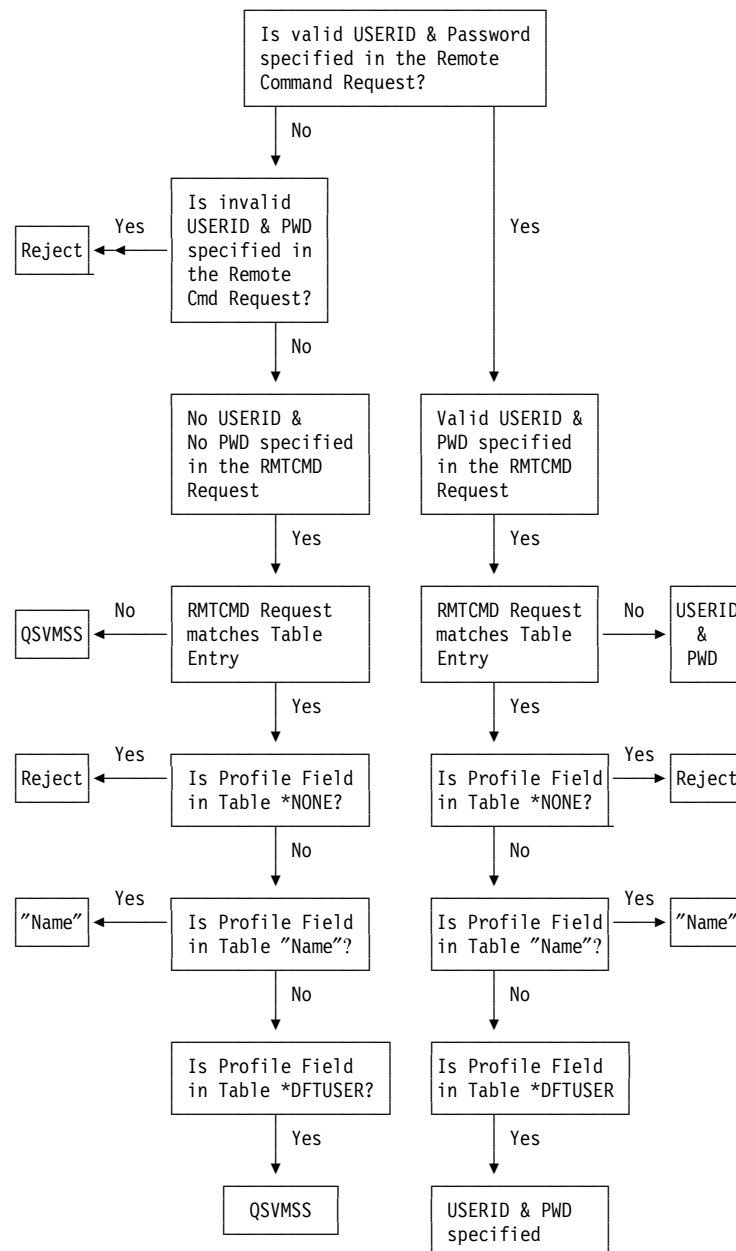 Is valid USERID & Password
specified in the Remote
Command Request?
No
Yes
Is invalid
USERID & PWD
specified in
the Remote
Cmd Request?
Yes
Reject
No
No USERID &
No PWD specified
in the RMTCMD
Request
Valid USERID &
PWD specified
in the RMTCMD
Request
Yes
Yes
QSVMSS
No
RMTCMD Request
matches Table
Entry
RMTCMD Request
matches Table
Entry
No
USERID
&
PWD
Yes
Yes
Reject
Yes
Is Profile Field
in Table *NONE?
Is Profile Field
in Table *NONE?
Yes
Reject
No
No
"Name"
Yes
Is Profile Field
in Table "Name"?
Is Profile Field
in Table "Name"?
Yes
"Name"
No
No
Is Profile Field
in Table *DFTUSER?
Is Profile FIeld
in Table *DFTUSER
Yes
Yes
QSVMSS
USERID & PWD
specified